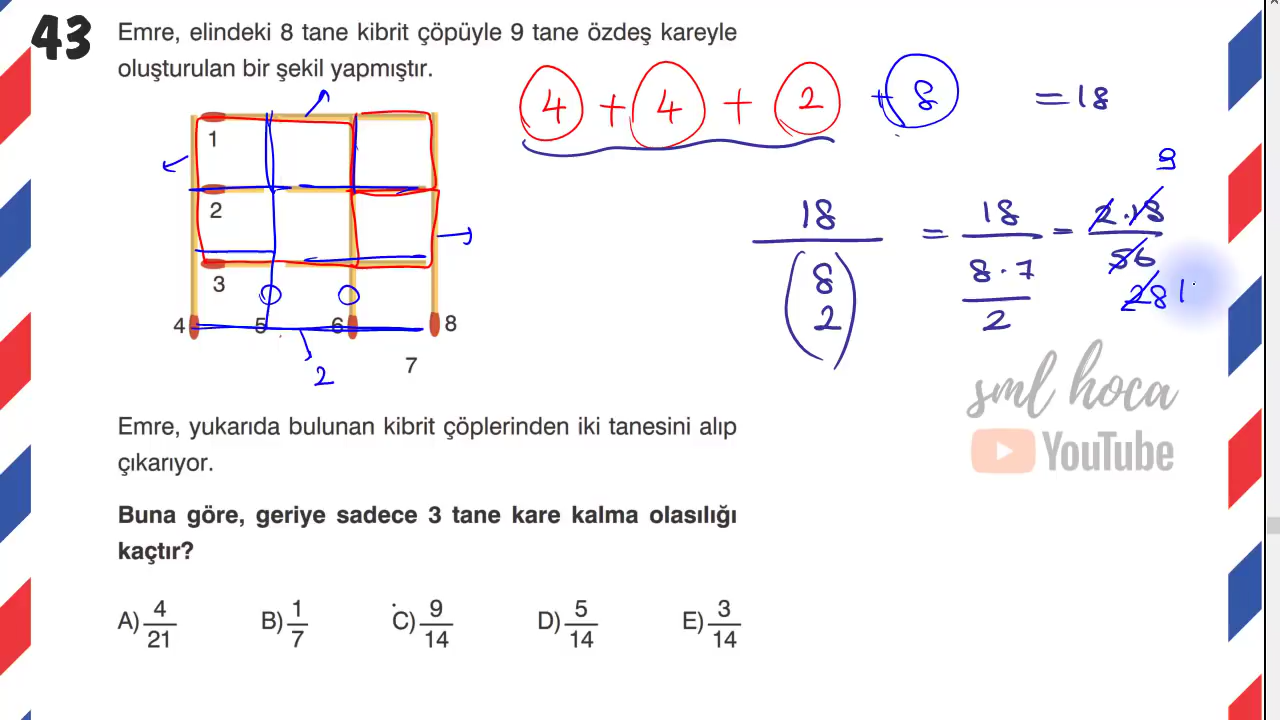 43
Emre, elindeki 8 tane kibrit çöpüyle 9 tane özdeş kareyle
oluşturulan bir şekil yapmıştır.
4 + 4 + 2 + 8 = 18
1
2
3
4 5 6 8
7
2
18 / (8 2) = 18 / (8 · 7 / 2) = 2 · 18 / 56
9
28 1
sml hoca
YouTube
Emre, yukarıda bulunan kibrit çöplerinden iki tanesini alıp
çıkarıyor.
Buna göre, geriye sadece 3 tane kare kalma olasılığı
kaçtır?
A) 4/21 B) 1/7 C) 9/14 D) 5/14 E) 3/14